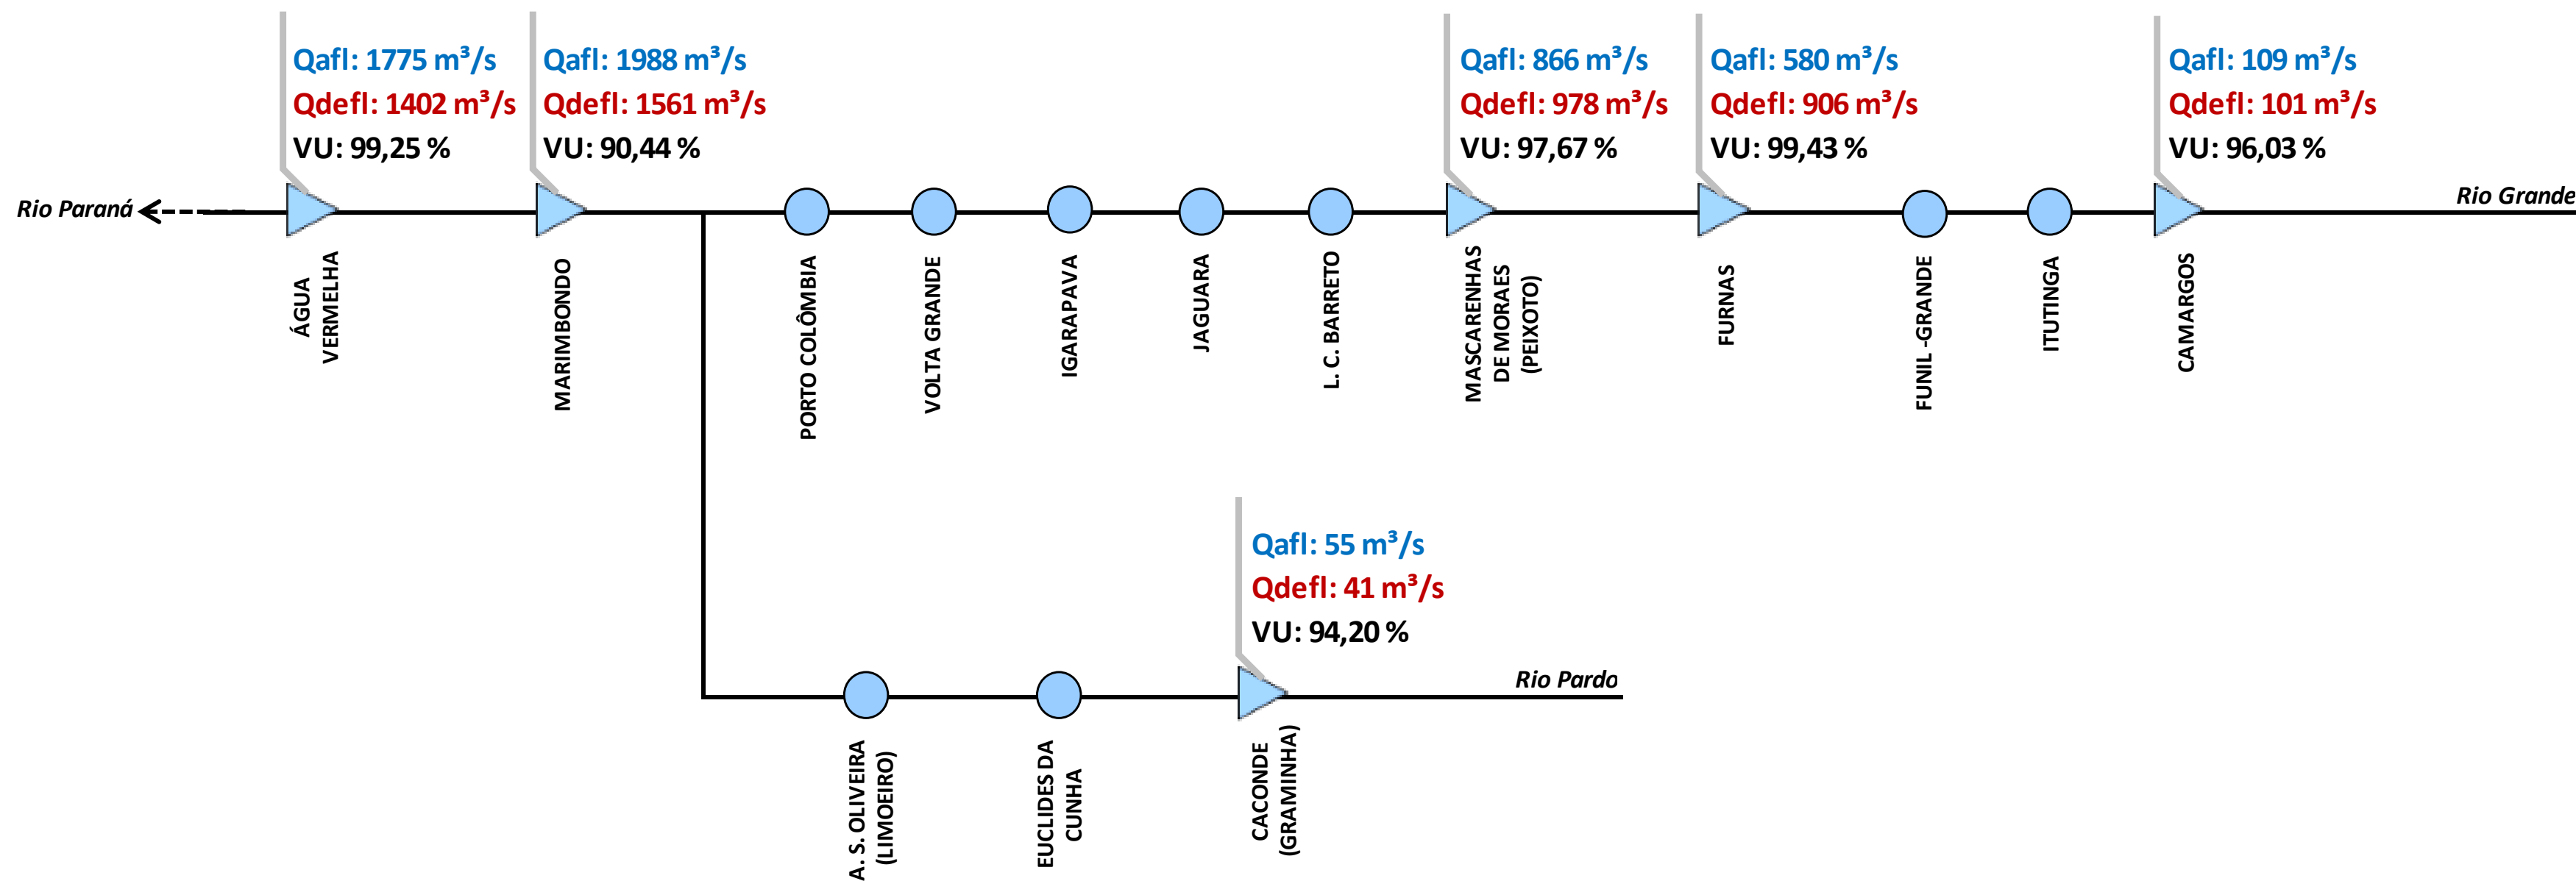 Qafl: 1775 m³/s
Qdefl: 1402 m³/s
VU: 99,25 %
Qafl: 1988 m³/s
Qdefl: 1561 m³/s
VU: 90,44 %
Qafl: 866 m³/s
Qdefl: 978 m³/s
VU: 97,67 %
Qafl: 580 m³/s
Qdefl: 906 m³/s
VU: 99,43 %
Qafl: 109 m³/s
Qdefl: 101 m³/s
VU: 96,03 %
Rio Paraná
Rio Grande
ÁGUA
VERMELHA
MARIMBONDO
PORTO COLÔMBIA
VOLTA GRANDE
IGARAPAVA
JAGUARA
L. C. BARRETO
MASCARENHAS
DE MORAES
(PEIXOTO)
FURNAS
FUNIL -GRANDE
ITUTINGA
CAMARGOS
Qafl: 55 m³/s
Qdefl: 41 m³/s
VU: 94,20 %
Rio Pardo
A. S. OLIVEIRA
(LIMOEIRO)
EUCLIDES DA
CUNHA
CACONDE
(GRAMINHA)